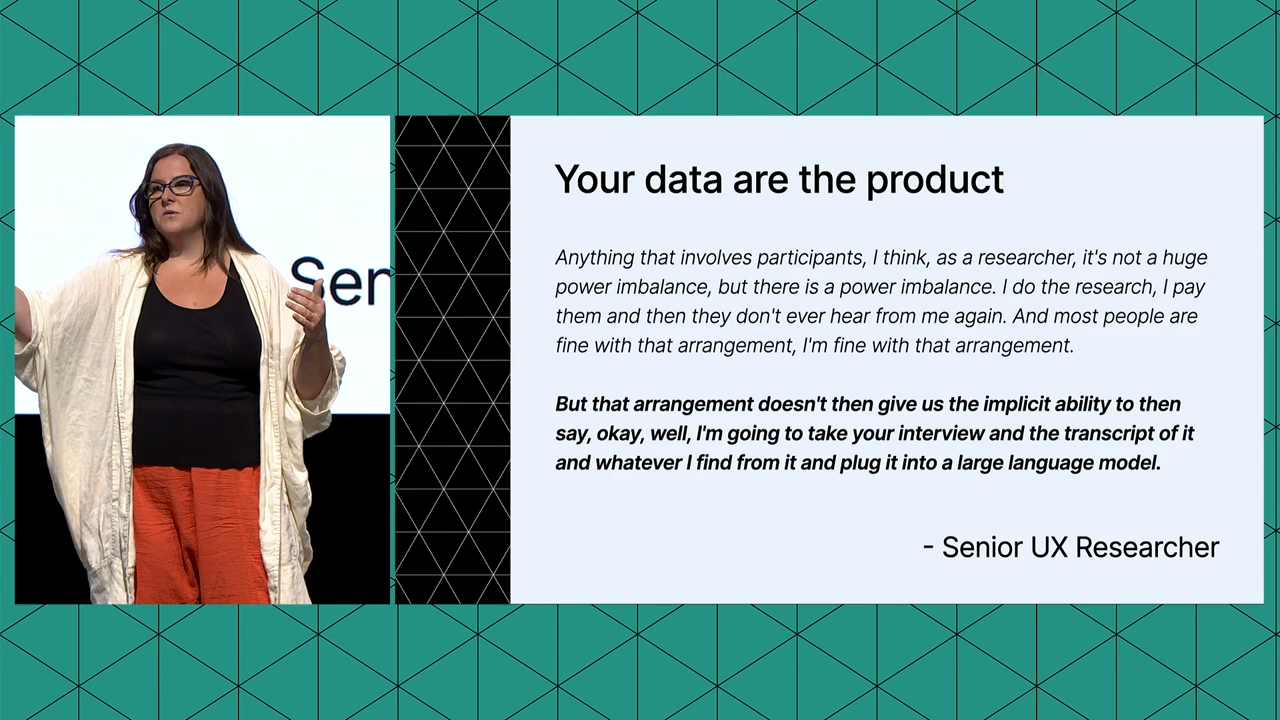 Sen
Your data are the product
Anything that involves participants, I think, as a researcher, it's not a huge
power imbalance, but there is a power imbalance. I do the research, I pay
them and then they don't ever hear from me again. And most people are
fine with that arrangement, I'm fine with that arrangement.
But that arrangement doesn't then give us the implicit ability to then
say, okay, well, I'm going to take your interview and the transcript of it
and whatever I find from it and plug it into a large language model.
- Senior UX Researcher